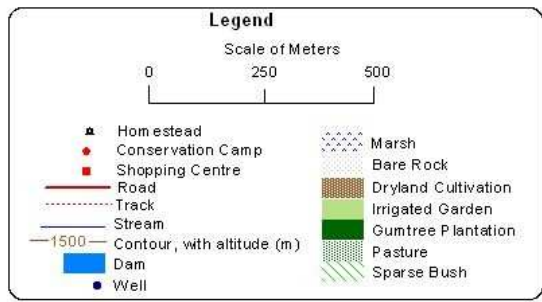 Legend
Scale of Meters
0 250 500
Homestead
Conservation Camp
Shopping Centre
Road
Track
Stream
1500 Contour, with altitude (m)
Dam
Well
Marsh
Bare Rock
Dryland Cultivation
Irrigated Garden
Gumtree Plantation
Pasture
Sparse Bush